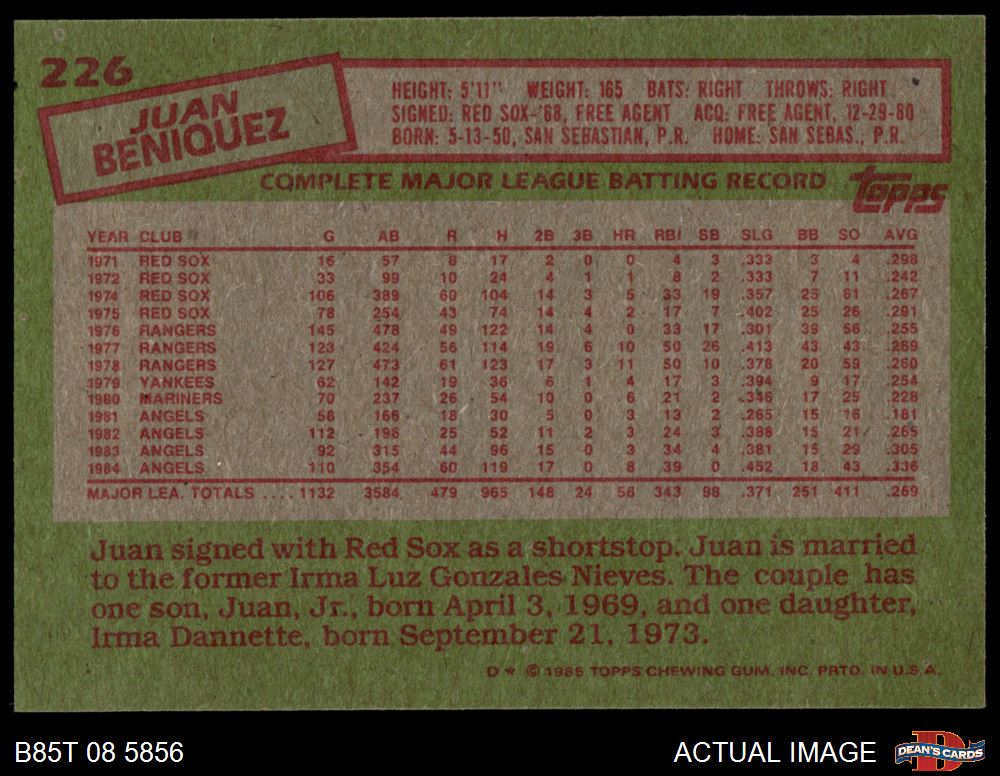 226
JUAN
BENIQUEZ
HEIGHT: 5'11" WEIGHT: 165 BATS: RIGHT THROWS: RIGHT
SIGNED: RED SOX-'68, FREE AGENT ACQ: FREE AGENT, 12-29-80
BORN: 5-13-50, SAN SEBASTIAN, P.R. HOME: SAN SEBAS., P.R.
COMPLETE MAJOR LEAGUE BATTING RECORD
topps
YEAR CLUB G AB R H 2B 3B HR RBI SB SLG BB SO AVG
1971 RED SOX 16 57 8 17 2 0 0 4 3 .333 3 4 .298
1972 RED SOX 33 99 10 24 4 1 1 8 2 .333 7 11 .242
1974 RED SOX 106 389 60 104 14 3 5 33 19 .357 25 61 .267
1975 RED SOX 78 254 43 74 14 4 2 17 7 .402 25 26 .291
1976 RANGERS 145 478 49 122 14 4 0 33 17 .301 39 56 .255
1977 RANGERS 123 424 56 114 19 6 10 50 26 .413 43 43 .269
1978 RANGERS 127 473 61 123 17 3 11 50 10 .378 20 59 .260
1979 YANKEES 62 142 19 36 6 1 4 17 3 .394 9 17 .254
1980 MARINERS 70 237 26 54 10 0 6 21 2 .346 17 25 .228
1981 ANGELS 58 166 18 30 5 0 3 13 2 .265 15 16 .181
1982 ANGELS 112 196 25 52 11 2 3 24 3 .388 15 21 .265
1983 ANGELS 92 315 44 96 15 0 3 34 4 .381 15 29 .305
1984 ANGELS 110 354 60 119 17 0 8 39 0 .452 18 43 .336
MAJOR LEA. TOTALS .... 1132 3584 479 965 148 24 56 343 98 .371 251 411 .269
Juan signed with Red Sox as a shortstop. Juan is married
to the former Irma Luz Gonzales Nieves. The couple has
one son, Juan, Jr., born April 3, 1969, and one daughter,
Irma Dannette, born September 21, 1973.
D * © 1985 TOPPS CHEWING GUM, INC. PRTD. IN U.S.A.
B85T 08 5856
ACTUAL IMAGE
DEAN'S CARDS